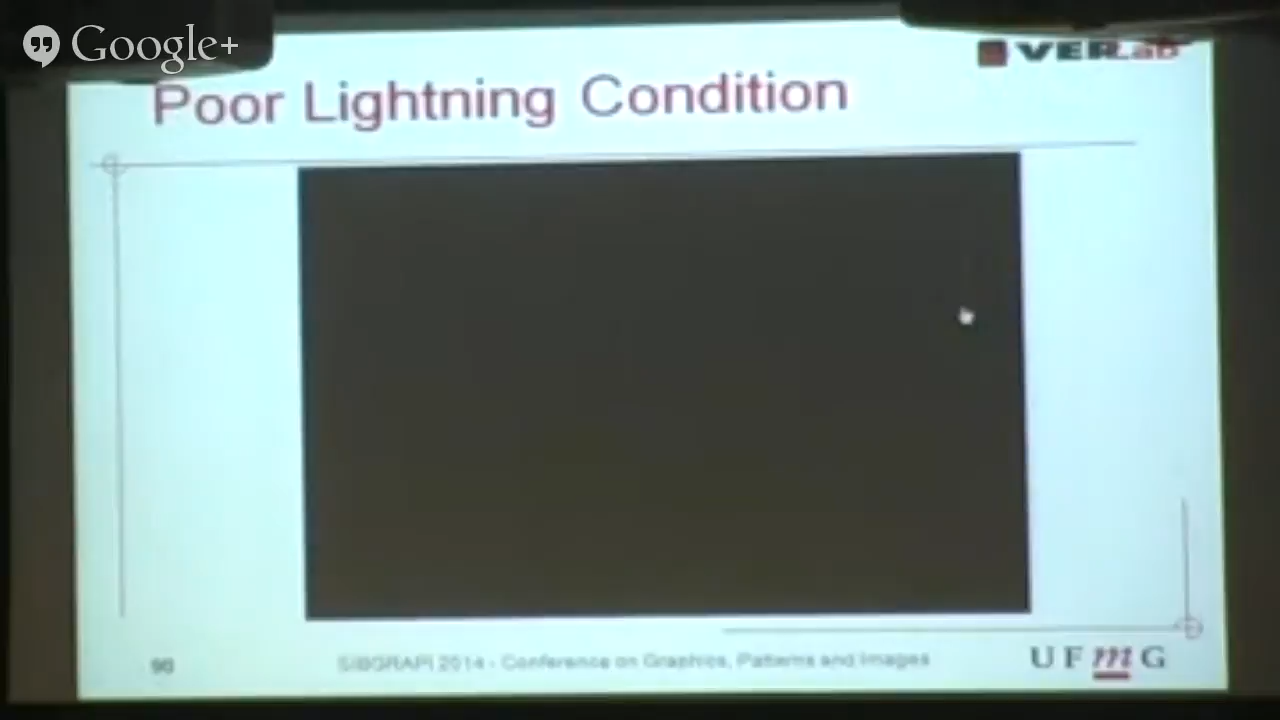 Google+
VERLab
Poor Lightning Condition
90
SIBGRAPI 2014 - Conference on Graphics, Patterns and Images
UFmG